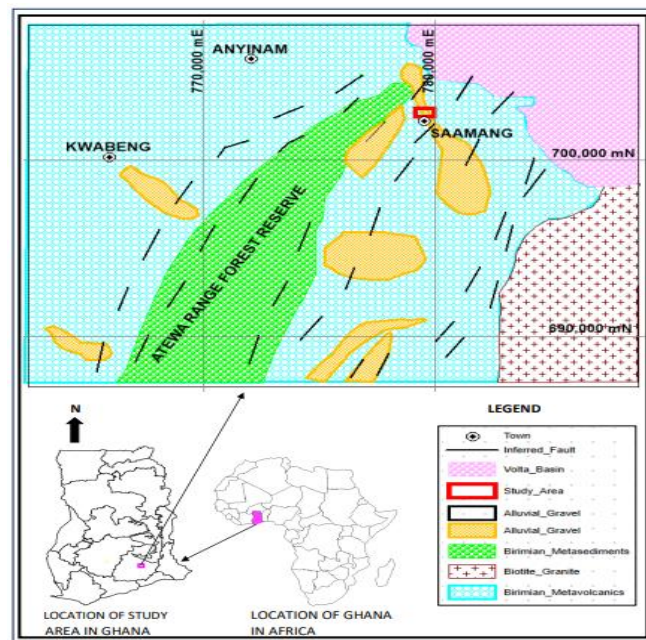 ANYINAM
770,000 mE
780,000 mE
SAAMANG
KWABENG
700,000 mN
ATEWA RANGE FOREST RESERVE
690,000 mN
N
LEGEND
Town
Inferred_Fault
Volta_Basin
Study_Area
Alluvial_Gravel
Alluvial_Gravel
Birimian_Metasediments
Biotite_Granite
Birimian_Metavolcanics
LOCATION OF STUDY
AREA IN GHANA
LOCATION OF GHANA
IN AFRICA